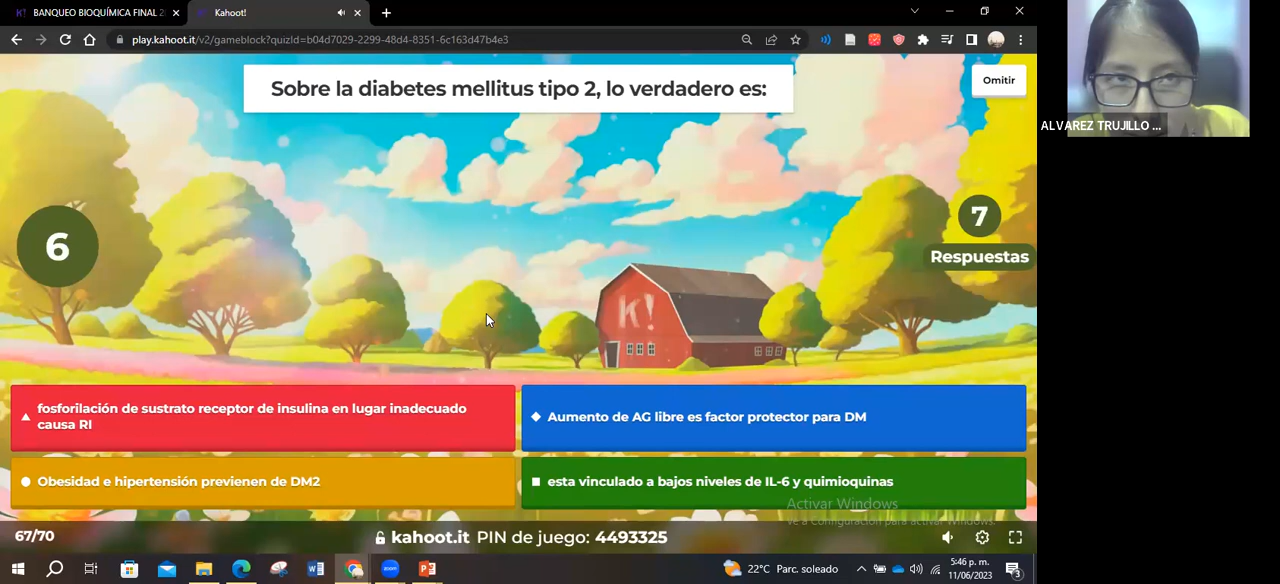 BANQUEO BIOQUÍMICA FINAL 2
Kahoot!
play.kahoot.it/v2/gameblock?quizId=b04d7029-2299-48d4-8351-6c163d47b4e3
Sobre la diabetes mellitus tipo 2, lo verdadero es:
Omitir
ALVAREZ TRUJILLO ...
6
7
Respuestas
K!
fosforilación de sustrato receptor de insulina en lugar inadecuado
causa RI
Aumento de AG libre es factor protector para DM
Obesidad e hipertensión previenen de DM2
esta vinculado a bajos niveles de IL-6 y quimioquinas
Activar Windows
Ve a Configuración para activar Windows.
67/70
kahoot.it PIN de juego: 4493325
22°C Parc. soleado
5:46 p. m.
11/06/2023
3